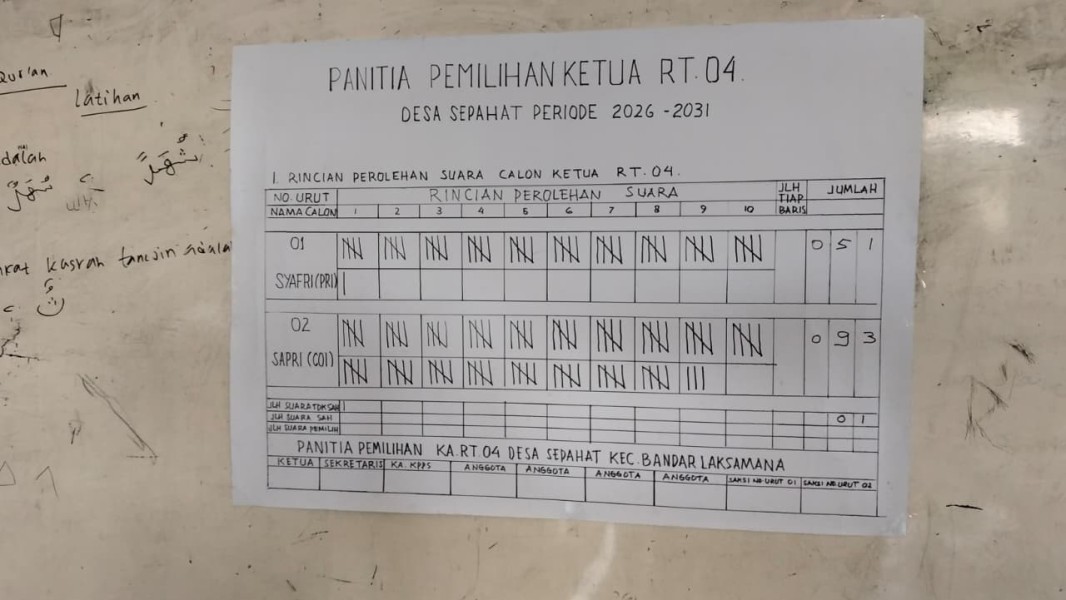 Qur'an
latihan
adalah
kasrah tanwin adala
PANITIA PEMILIHAN KETUA RT. 04.
DESA SEPAHAT PERIODE 2026 - 2031
1. RINCIAN PEROLEHAN SUARA CALON KETUA RT. 04.
NO. URUT RINCIAN PEROLEHAN SUARA JLH TIAP BARIS JUMLAH
NAMA CALON 1 2 3 4 5 6 7 8 9 10
01 0 5 1
SYAFRI (PRI)
02 0 9 3
SAPRI (COI)
JLH SUARA TDK SAH
JLH SUARA SAH 0 1
JLH SUARA PEMILIH
PANITIA PEMILIHAN KA. RT. 04 DESA SEPAHAT KEC. BANDAR LAKSAMANA
KETUA SEKRETARIS KA. KPPS ANGGOTA ANGGOTA ANGGOTA ANGGOTA SAKSI NO URUT 01 SAKSI NO URUT 02